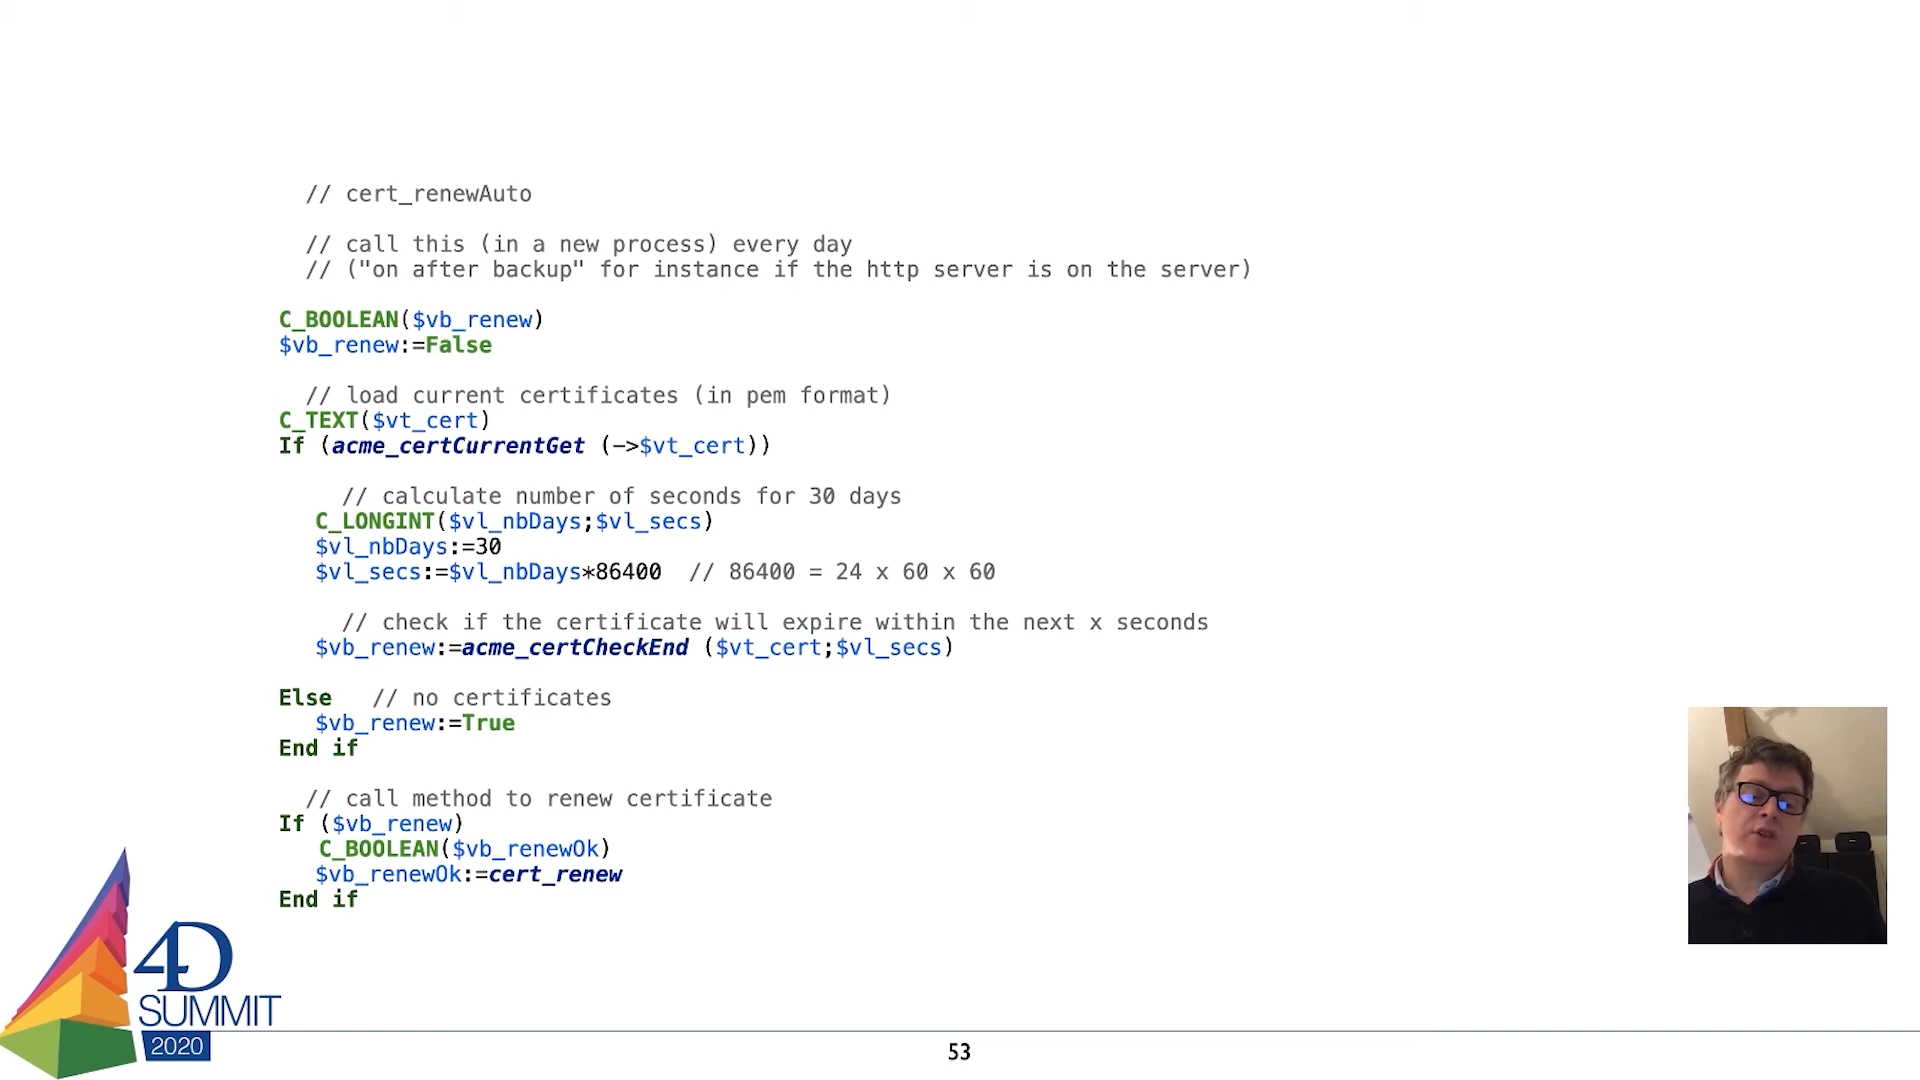 // cert_renewAuto
// call this (in a new process) every day
// ("on after backup" for instance if the http server is on the server)
C_BOOLEAN($vb_renew)
$vb_renew:=False
// load current certificates (in pem format)
C_TEXT($vt_cert)
If (acme_certCurrentGet (->$vt_cert))
// calculate number of seconds for 30 days
C_LONGINT($vl_nbDays;$vl_secs)
$vl_nbDays:=30
$vl_secs:=$vl_nbDays*86400 // 86400 = 24 x 60 x 60
// check if the certificate will expire within the next x seconds
$vb_renew:=acme_certCheckEnd ($vt_cert;$vl_secs)
Else // no certificates
$vb_renew:=True
End if
// call method to renew certificate
If ($vb_renew)
C_BOOLEAN($vb_renewOk)
$vb_renewOk:=cert_renew
End if
4D
SUMMIT
2020
53